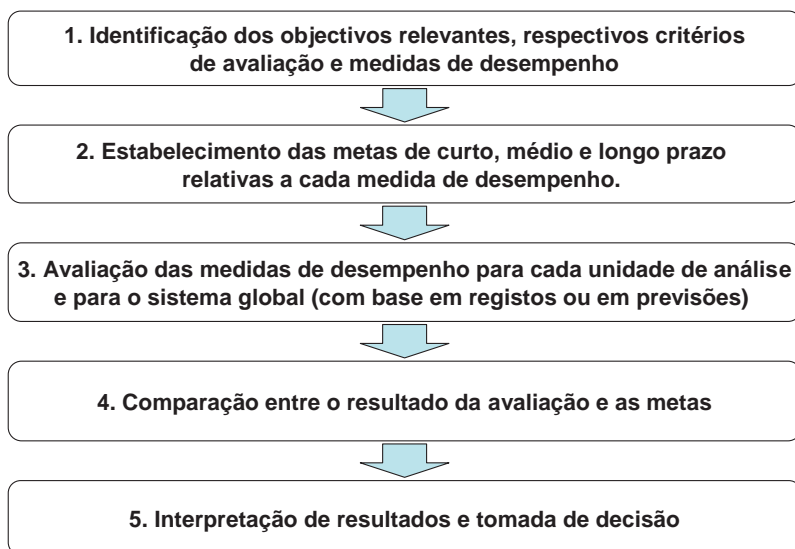 1. Identificação dos objectivos relevantes, respectivos critérios
de avaliação e medidas de desempenho
2. Estabelecimento das metas de curto, médio e longo prazo
relativas a cada medida de desempenho.
3. Avaliação das medidas de desempenho para cada unidade de análise
e para o sistema global (com base em registos ou em previsões)
4. Comparação entre o resultado da avaliação e as metas
5. Interpretação de resultados e tomada de decisão